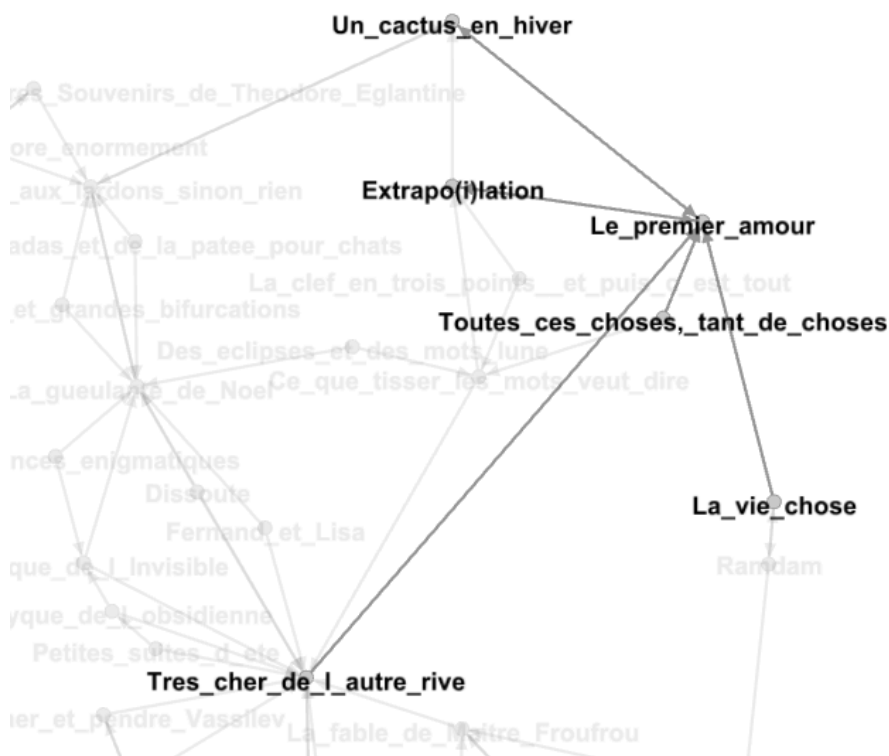 Un_cactus_en_hiver
res_Souvenirs_de_Theodore_Eglantine
ore_enormement
_aux_lardons_sinon_rien
Extrapo(i)lation
Le_premier_amour
adas_et_de_la_patee_pour_chats
La_clef_en_trois_points__et_puis_c_est_tout
_et_grandes_bifurcations
Toutes_ces_choses,_tant_de_choses
Des_eclipses_et_des_mots_lune
Ce_que_tisser_les_mots_veut_dire
La_gueulante_de_Noel
nces_enigmatiques
Dissoute
La_vie_chose
Fernand_et_Lisa
que_de_l_Invisible
Ramdam
yque_de_l_obsidienne
Petites_suites_d_ete
Tres_cher_de_l_autre_rive
er_et_pendre_Vassilev
La_fable_de_Maitre_Froufrou